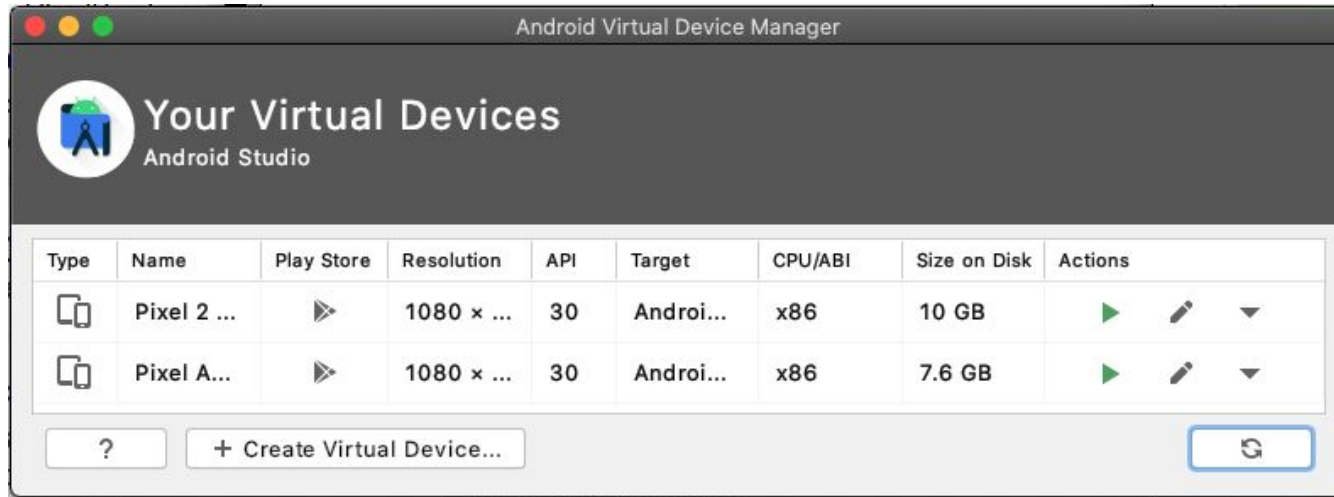 Android Virtual Device Manager
Your Virtual Devices
Android Studio
Type Name Play Store Resolution API Target CPU/ABI Size on Disk Actions
Pixel 2 ... 1080 × ... 30 Androi... x86 10 GB
Pixel A... 1080 × ... 30 Androi... x86 7.6 GB
? + Create Virtual Device...